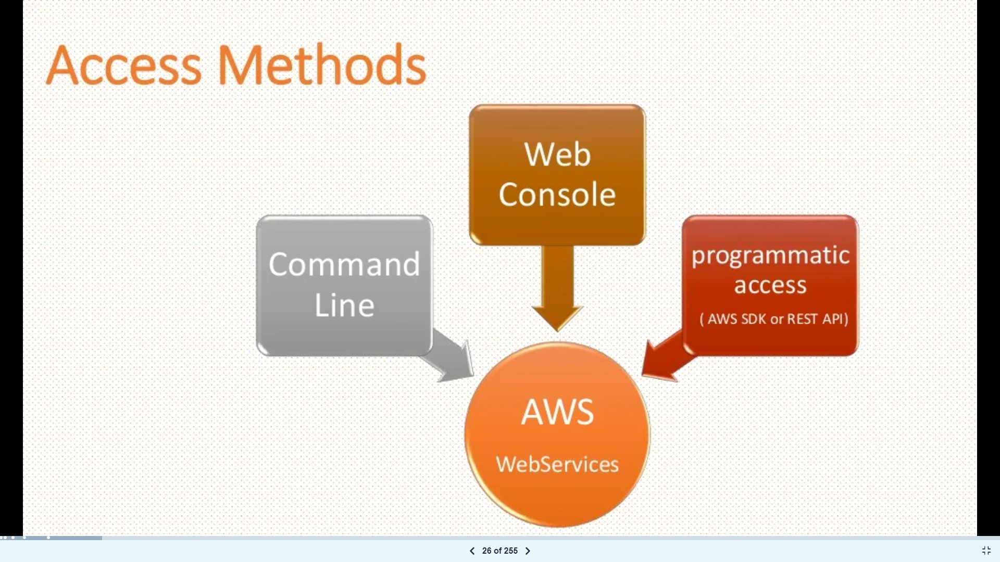 Access Methods
Web
Console
Command
Line
programmatic
access
( AWS SDK or REST API)
AWS
WebServices
26 of 255